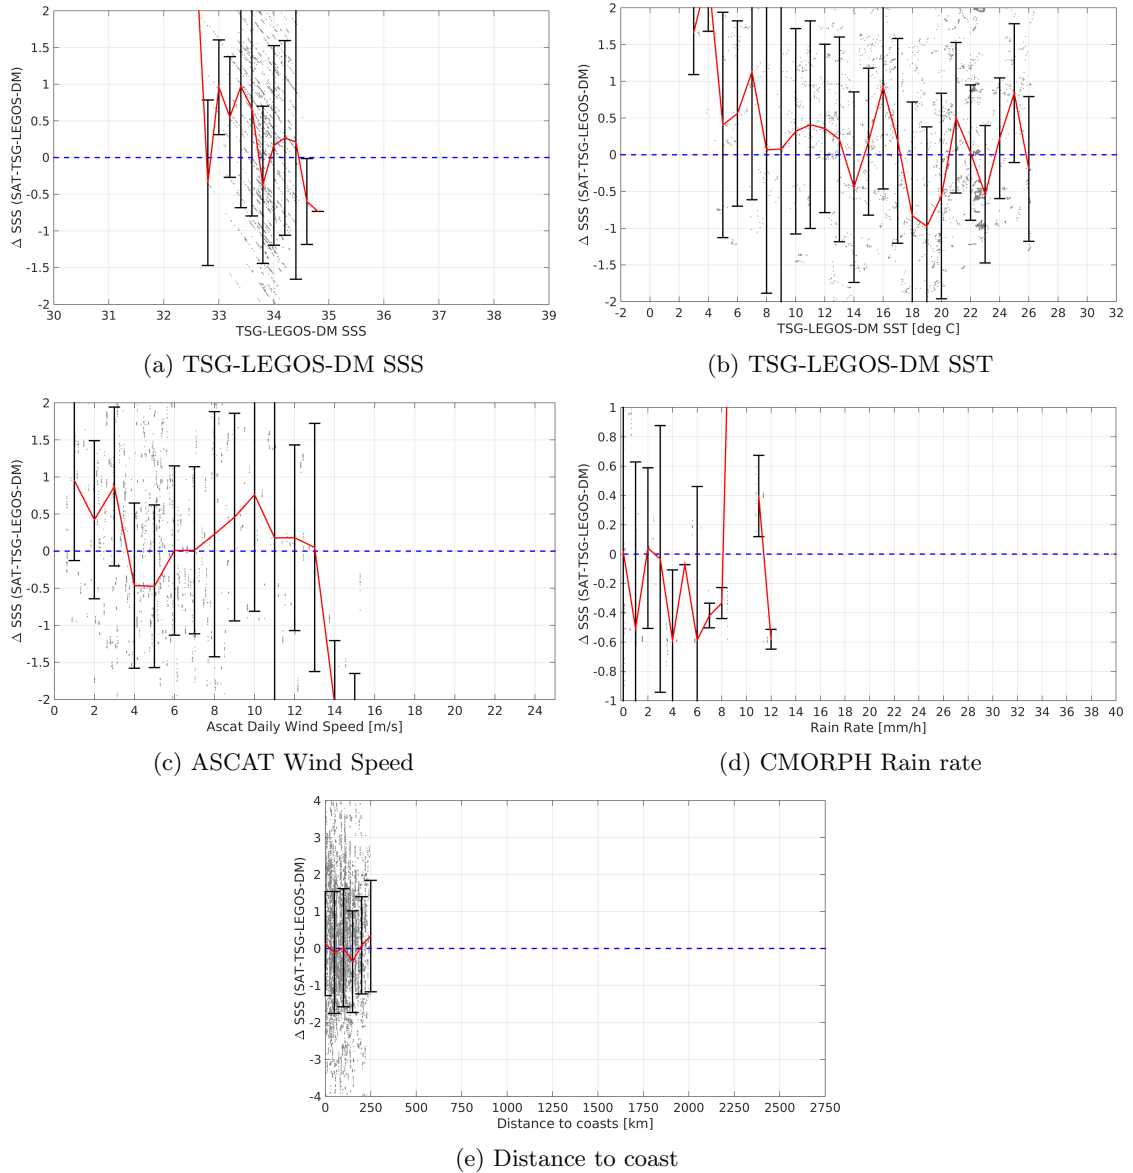 2
1.5
1
0.5
0
-0.5
-1
-1.5
-2
Δ SSS (SAT-TSG-LEGOS-DM)
30 31 32 33 34 35 36 37 38 39
TSG-LEGOS-DM SSS
(a) TSG-LEGOS-DM SSS
2
1.5
1
0.5
0
-0.5
-1
-1.5
-2
Δ SSS (SAT-TSG-LEGOS-DM)
-2 0 2 4 6 8 10 12 14 16 18 20 22 24 26 28 30 32
TSG-LEGOS-DM SST [deg C]
(b) TSG-LEGOS-DM SST
2
1.5
1
0.5
0
-0.5
-1
-1.5
-2
Δ SSS (SAT-TSG-LEGOS-DM)
0 2 4 6 8 10 12 14 16 18 20 22 24
Ascat Daily Wind Speed [m/s]
(c) ASCAT Wind Speed
1
0.8
0.6
0.4
0.2
0
-0.2
-0.4
-0.6
-0.8
-1
Δ SSS (SAT-TSG-LEGOS-DM)
0 2 4 6 8 10 12 14 16 18 20 22 24 26 28 30 32 34 36 38 40
Rain Rate [mm/h]
(d) CMORPH Rain rate
4
3
2
1
0
-1
-2
-3
-4
Δ SSS (SAT-TSG-LEGOS-DM)
0 250 500 750 1000 1250 1500 1750 2000 2250 2500 2750
Distance to coasts [km]
(e) Distance to coast